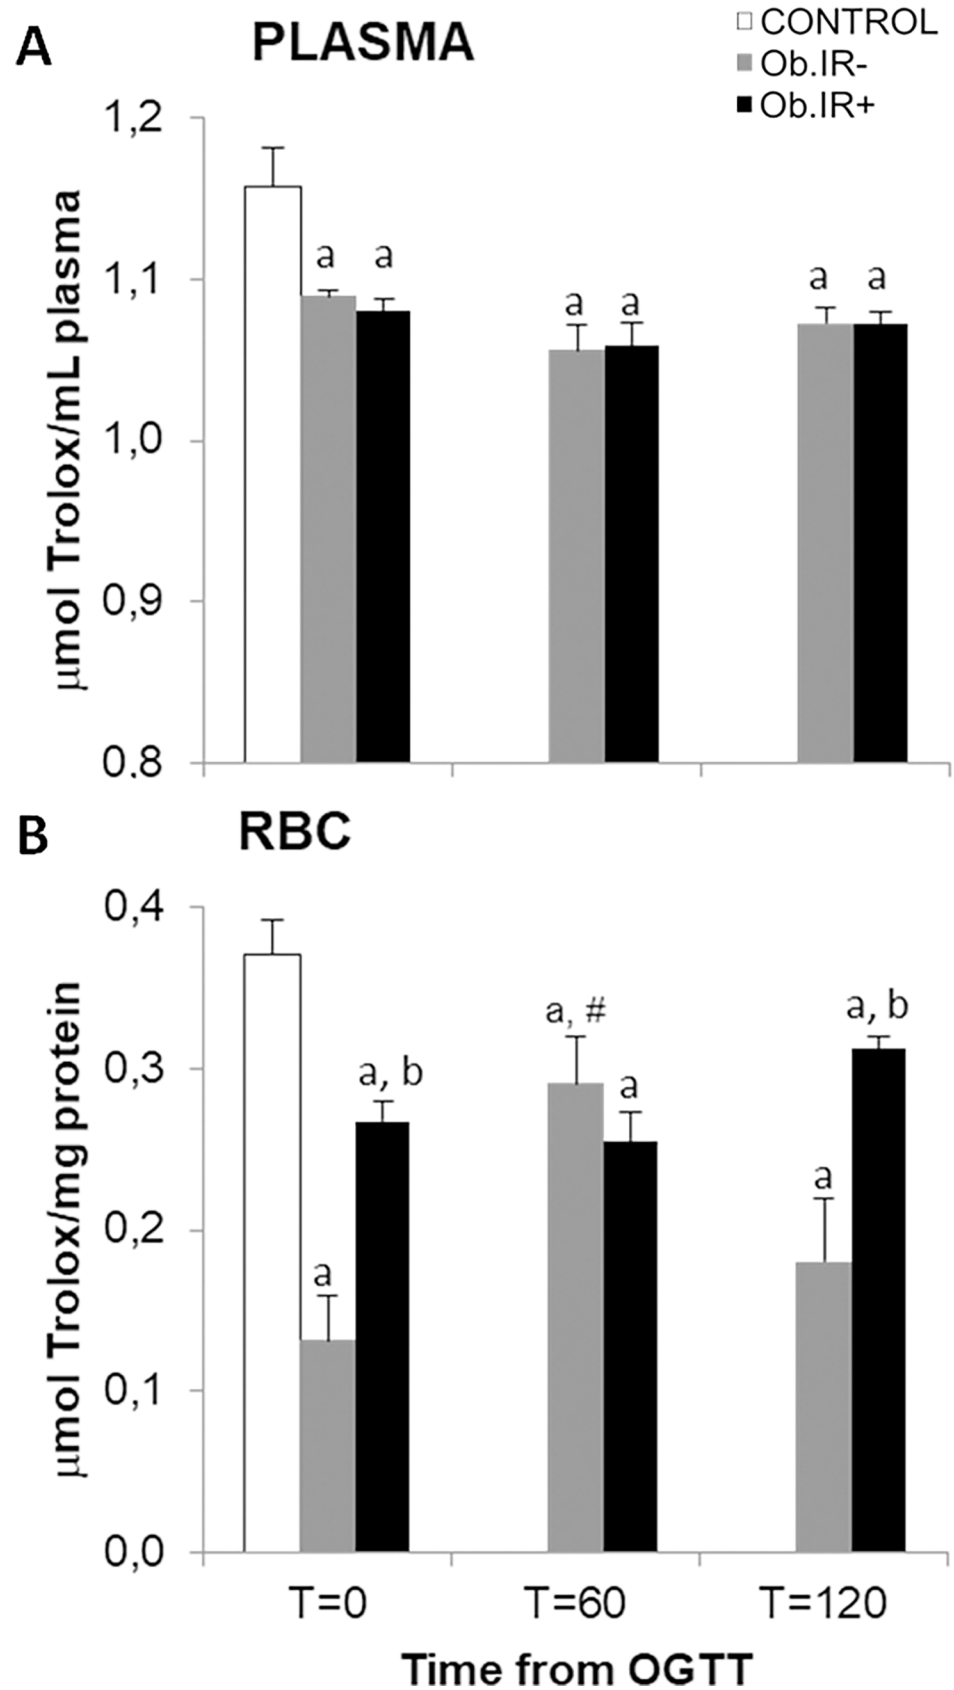 A
PLASMA
CONTROL
Ob.IR-
Ob.IR+
µmol Trolox/mL plasma
1,2
1,1
1,0
0,9
0.8
a a
a a
a a
B
RBC
µmol Trolox/mg protein
0,4
0,3
0,2
0,1
0,0
a
a, b
a, #
a
a
a, b
T=0 T=60 T=120
Time from OGTT